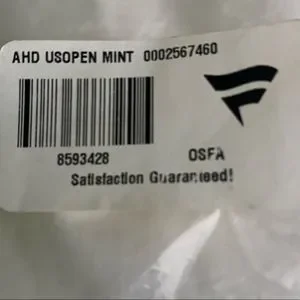 AHD USOPEN MINT 0002567460
8593428 OSFA
Satisfaction Guaranteed!